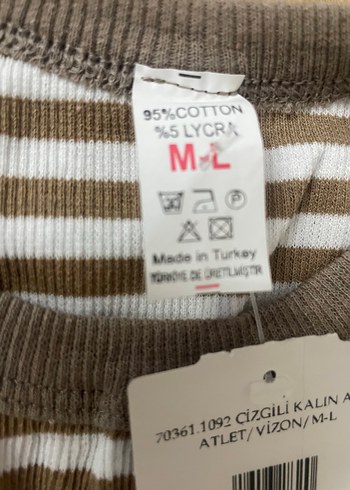 95%COTTON
%5 LYCRA
M-L
Made in Turkey
TÜRKİYE DE ÜRETİLMİŞTİR
70361.1092 ÇİZGİLİ KALIN A
ATLET/VİZON/M-L